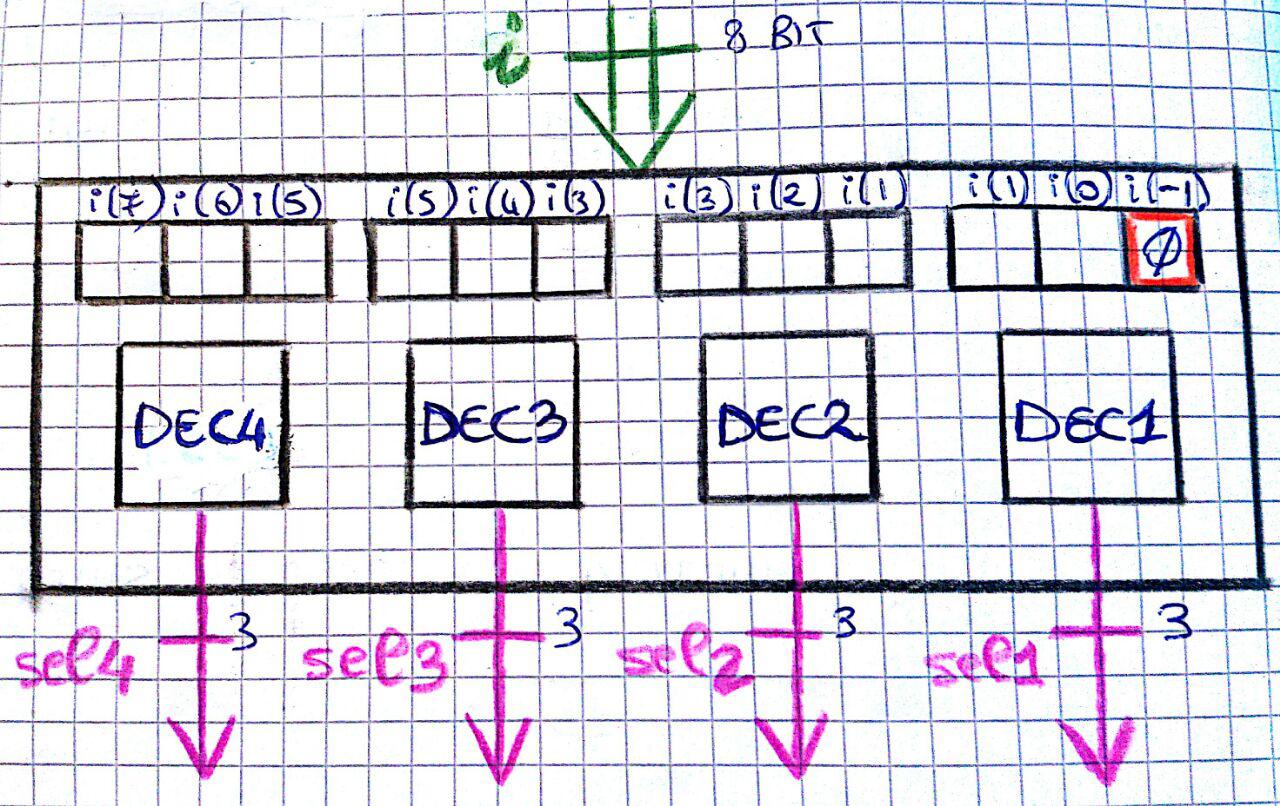 i 8 BIT
i(7) i(6) i(5) i(5) i(4) i(3) i(3) i(2) i(1) i(1) i(0) i(-1)
Ø
DEC4 DEC3 DEC2 DEC1
3 3 3 3
sel4 sel3 sel2 sel1